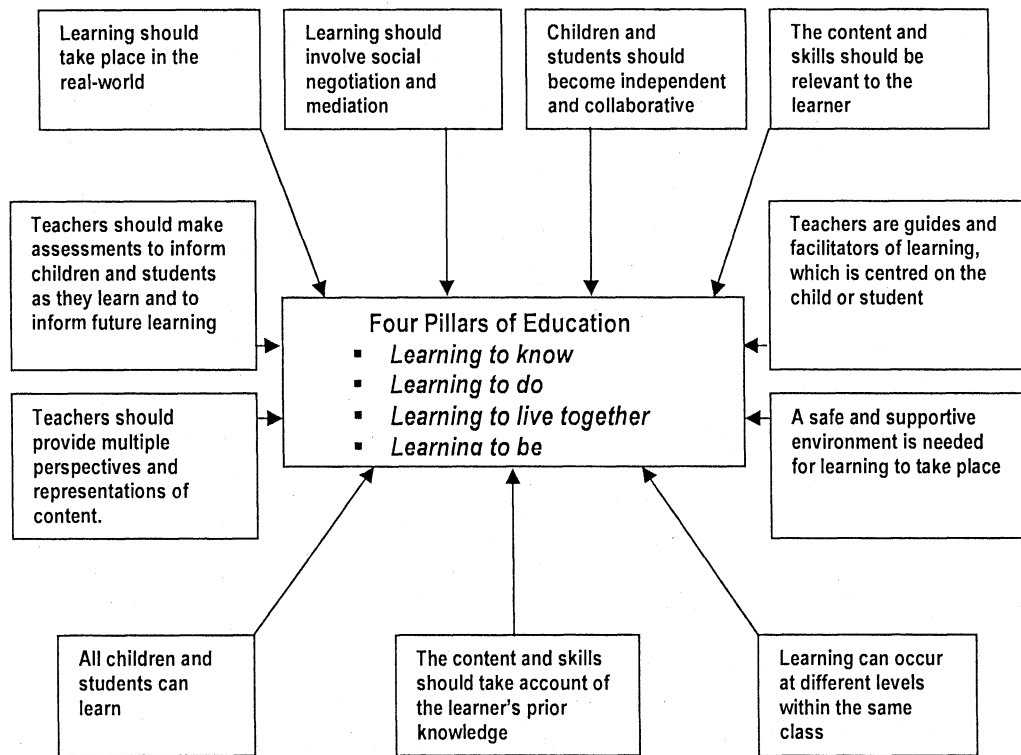 Learning should
take place in the
real-world
Learning should
involve social
negotiation and
mediation
Children and
students should
become independent
and collaborative
The content and
skills should be
relevant to the
learner
Teachers should make
assessments to inform
children and students
as they learn and to
inform future learning
Teachers are guides and
facilitators of learning,
which is centred on the
child or student
Four Pillars of Education
▪ Learning to know
▪ Learning to do
▪ Learning to live together
▪ Learning to be
Teachers should
provide multiple
perspectives and
representations of
content.
A safe and supportive
environment is needed
for learning to take place
All children and
students can
learn
The content and skills
should take account of
the learner's prior
knowledge
Learning can occur
at different levels
within the same
class